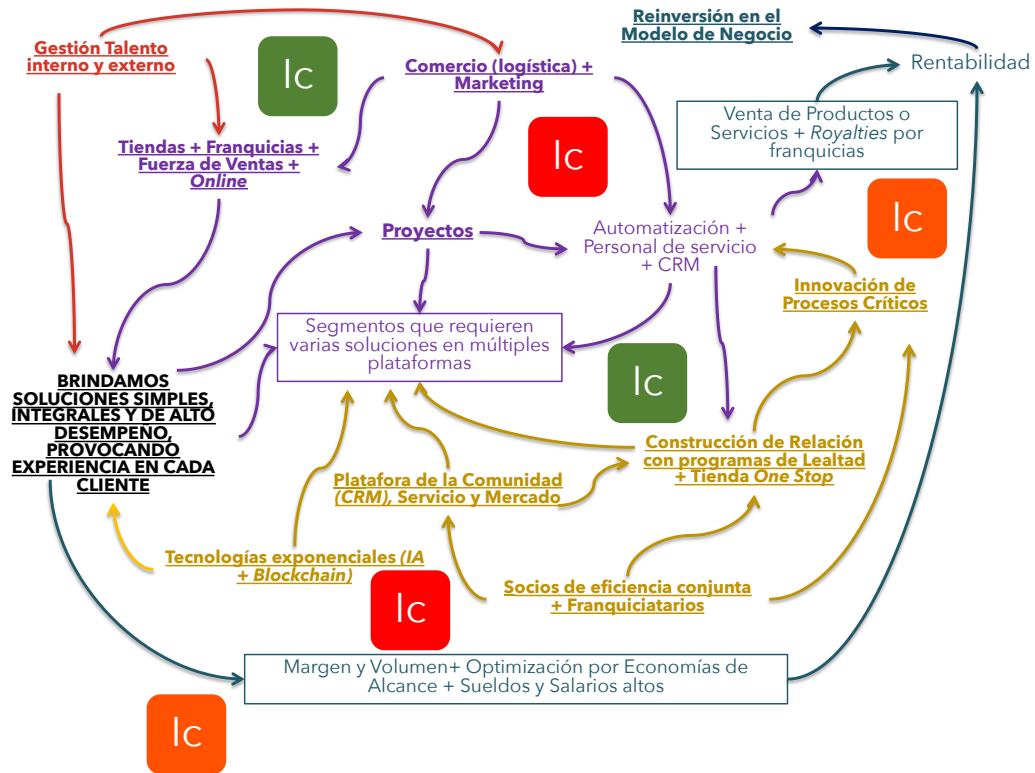 Reinversión en el
Modelo de Negocio
Gestión Talento
interno y externo
Ic
Comercio (logística) +
Marketing
Rentabilidad
Venta de Productos o
Servicios + Royalties por
franquicias
Tiendas + Franquicias +
Fuerza de Ventas +
Online
Ic
Ic
Proyectos
Automatización +
Personal de servicio
+ CRM
Innovación de
Procesos Críticos
Segmentos que requieren
varias soluciones en múltiples
plataformas
Ic
BRINDAMOS
SOLUCIONES SIMPLES,
INTEGRALES Y DE ALTO
DESEMPEÑO,
PROVOCANDO
EXPERIENCIA EN CADA
CLIENTE
Construcción de Relación
con programas de Lealtad
+ Tienda One Stop
Platafora de la Comunidad
(CRM), Servicio y Mercado
Tecnologías exponenciales (IA
+ Blockchain)
Socios de eficiencia conjunta
+ Franquiciatarios
Ic
Margen y Volumen+ Optimización por Economías de
Alcance + Sueldos y Salarios altos
Ic